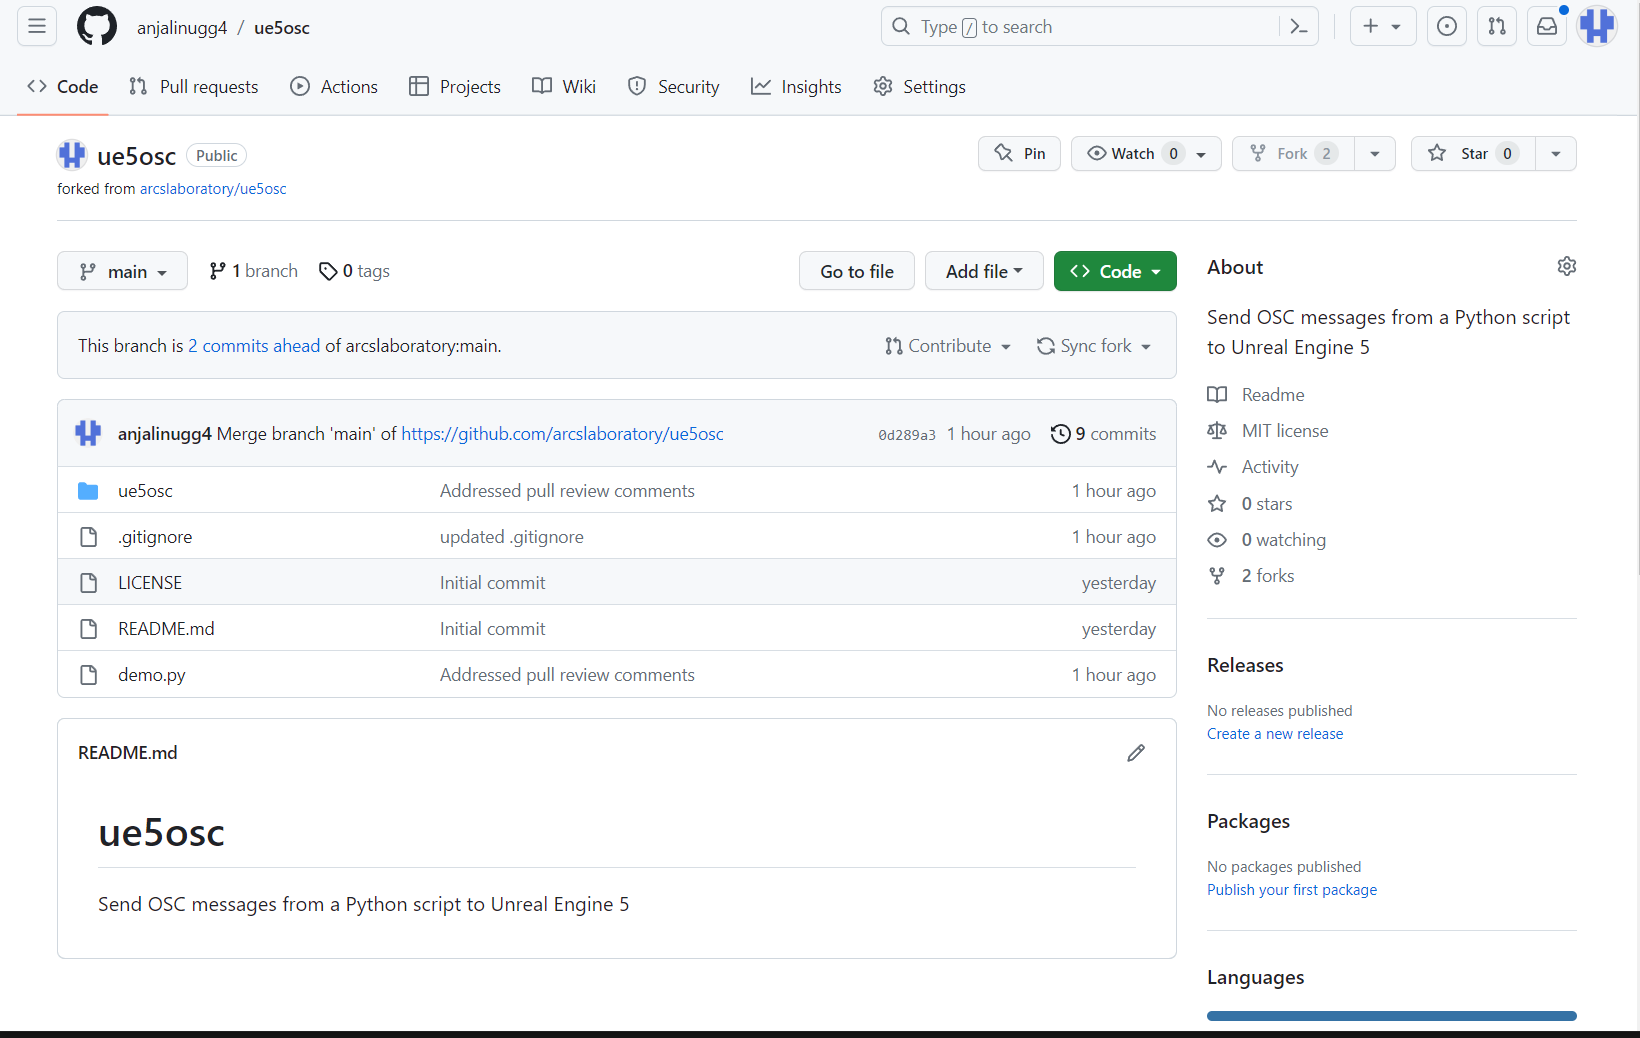 anjalinugg4 / ue5osc
Type / to search
Code Pull requests Actions Projects Wiki Security Insights Settings
ue5osc Public
Pin Watch 0 Fork 2 Star 0
forked from arcslaboratory/ue5osc
main 1 branch 0 tags Go to file Add file Code
This branch is 2 commits ahead of arcslaboratory:main. Contribute Sync fork
anjalinugg4 Merge branch 'main' of https://github.com/arcslaboratory/ue5osc 0d289a3 1 hour ago 9 commits
ue5osc Addressed pull review comments 1 hour ago
.gitignore updated .gitignore 1 hour ago
LICENSE Initial commit yesterday
README.md Initial commit yesterday
demo.py Addressed pull review comments 1 hour ago
README.md
ue5osc
Send OSC messages from a Python script to Unreal Engine 5
About
Send OSC messages from a Python script
to Unreal Engine 5
Readme
MIT license
Activity
0 stars
0 watching
2 forks
Releases
No releases published
Create a new release
Packages
No packages published
Publish your first package
Languages